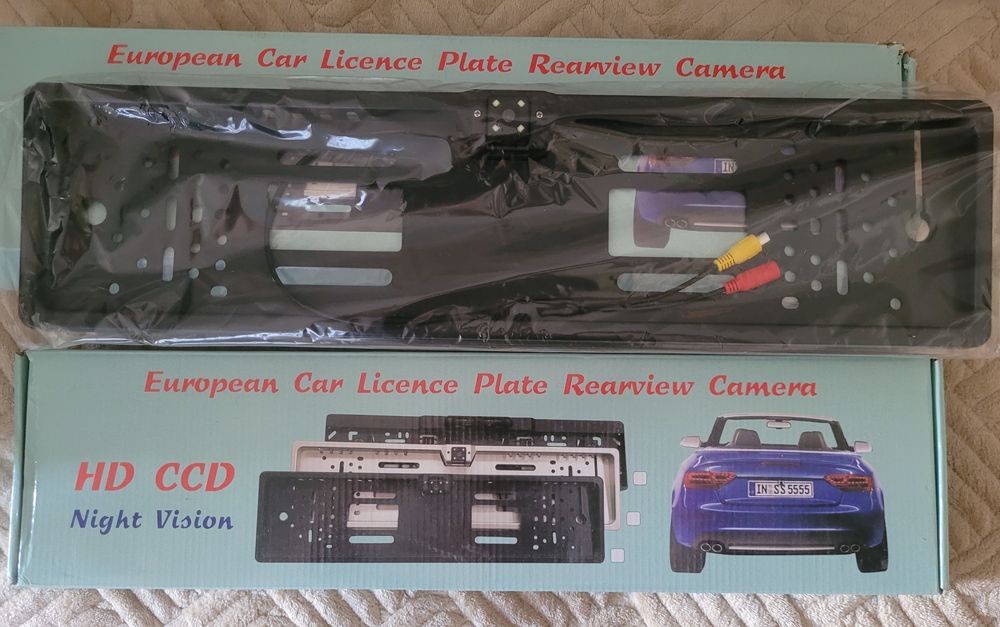 European Car Licence Plate Rearview Camera
IN
European Car Licence Plate Rearview Camera
HD CCD
Night Vision
IN SS 5555